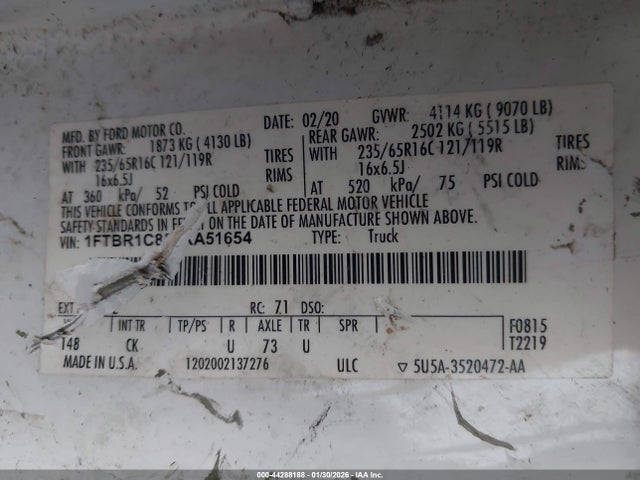 MFD. BY FORD MOTOR CO. DATE: 02/20 GVWR: 4114 KG ( 9070 LB)
FRONT GAWR: 1873 KG ( 4130 LB) REAR GAWR: 2502 KG ( 5515 LB)
WITH 235/65R16C 121/119R TIRES WITH 235/65R16C 121/119R TIRES
16x6.5J RIMS 16x6.5J RIMS
AT 360 kPa/ 52 PSI COLD AT 520 kPa/ 75 PSI COLD
THIS VEHICLE CONFORMS TO ALL APPLICABLE FEDERAL MOTOR VEHICLE
SAFETY STANDARDS IN EFFECT ON THE DATE OF MANUFACTURE SHOWN ABOVE.
VIN: 1FTBR1C8 KA51654 TYPE: Truck
EXT RC: 71 DSO:
INT TR TP/PS R AXLE TR SPR F0815
148 CK U 73 U T2219
MADE IN U.S.A. 1202002137276 ULC 5U5A-3520472-AA
000-44288188 - 01/30/2026 - IAA Inc.